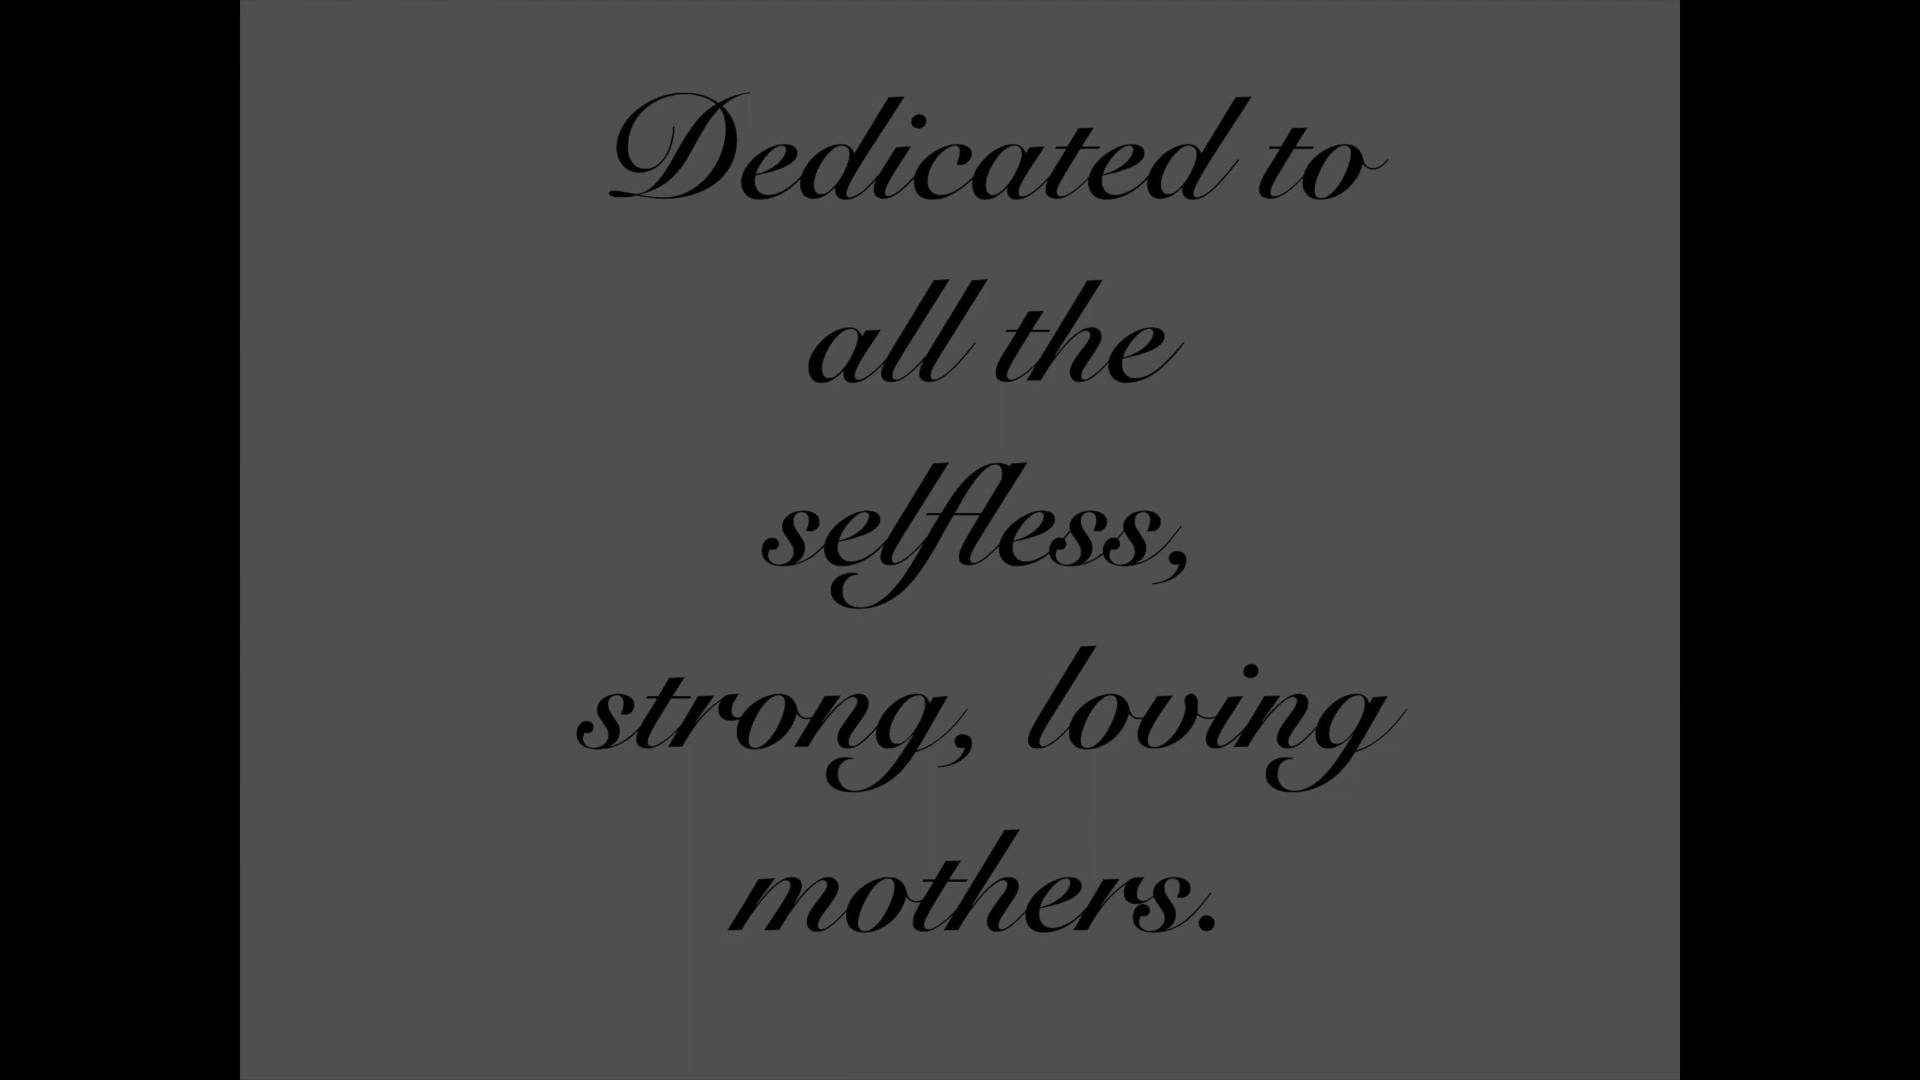 Dedicated to
all the
selfless,
strong, loving
mothers.